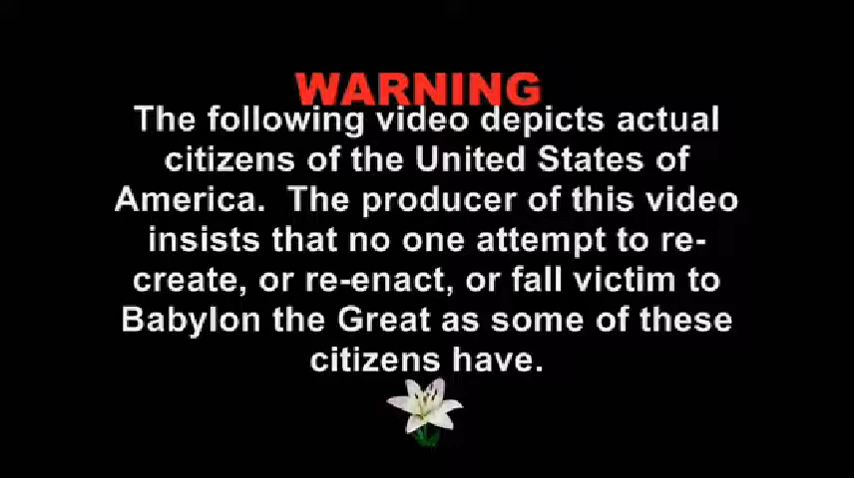 WARNING
The following video depicts actual
citizens of the United States of
America.  The producer of this video
insists that no one attempt to re-
create, or re-enact, or fall victim to
Babylon the Great as some of these
citizens have.